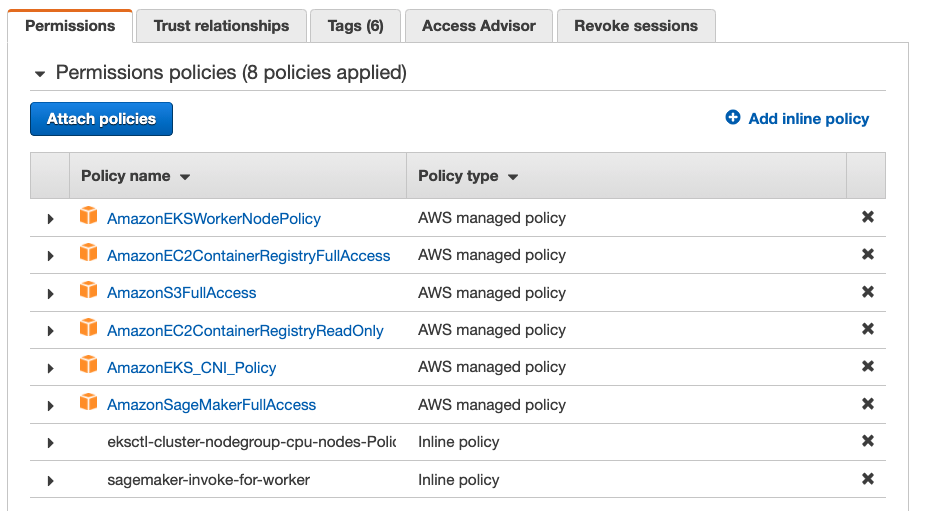 Permissions Trust relationships Tags (6) Access Advisor Revoke sessions
Permissions policies (8 policies applied)
Attach policies Add inline policy
Policy name Policy type
AmazonEKSWorkerNodePolicy AWS managed policy
AmazonEC2ContainerRegistryFullAccess AWS managed policy
AmazonS3FullAccess AWS managed policy
AmazonEC2ContainerRegistryReadOnly AWS managed policy
AmazonEKS_CNI_Policy AWS managed policy
AmazonSageMakerFullAccess AWS managed policy
eksctl-cluster-nodegroup-cpu-nodes-Polic Inline policy
sagemaker-invoke-for-worker Inline policy